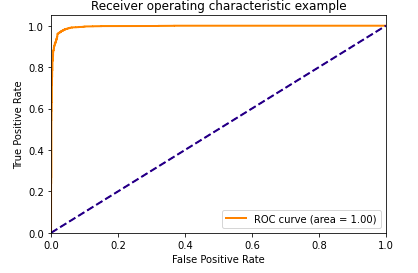 Receiver operating characteristic example
1.0
0.8
0.6
0.4
0.2
0.0
True Positive Rate
ROC curve (area = 1.00)
0.0 0.2 0.4 0.6 0.8 1.0
False Positive Rate